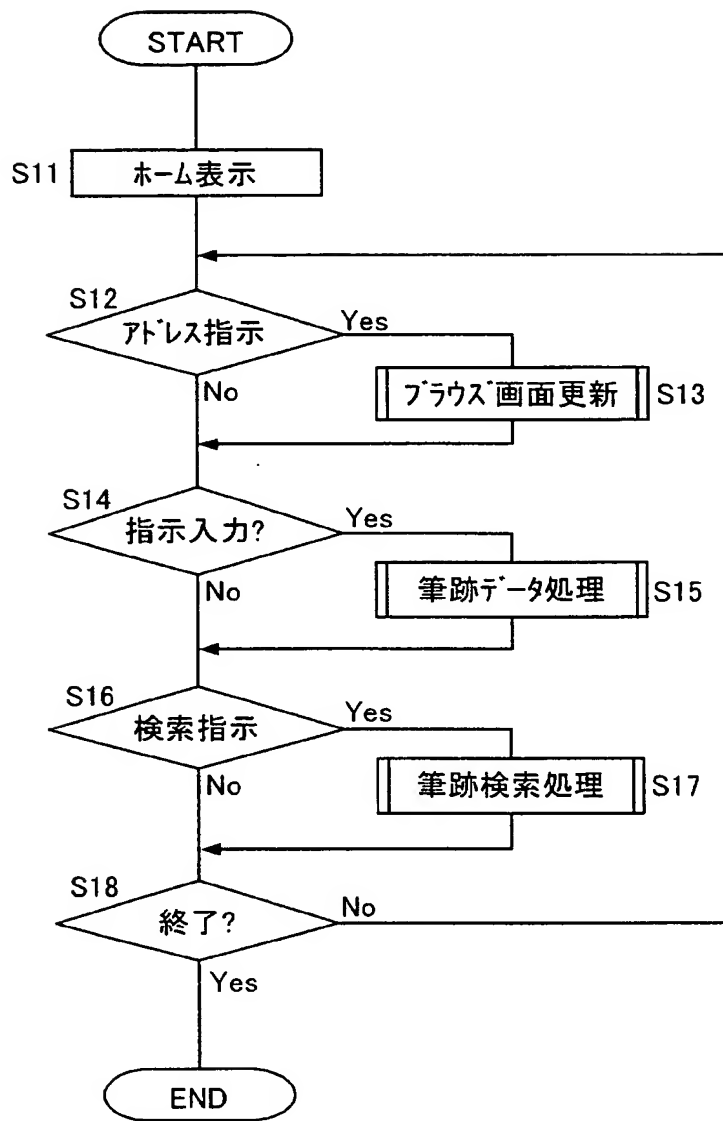 START
S11
ホーム表示
S12
アドレス指示
Yes
No
ブラウズ画面更新
S13
S14
指示入力?
Yes
No
筆跡データ処理
S15
S16
検索指示
Yes
No
筆跡検索処理
S17
S18
終了?
No
Yes
END